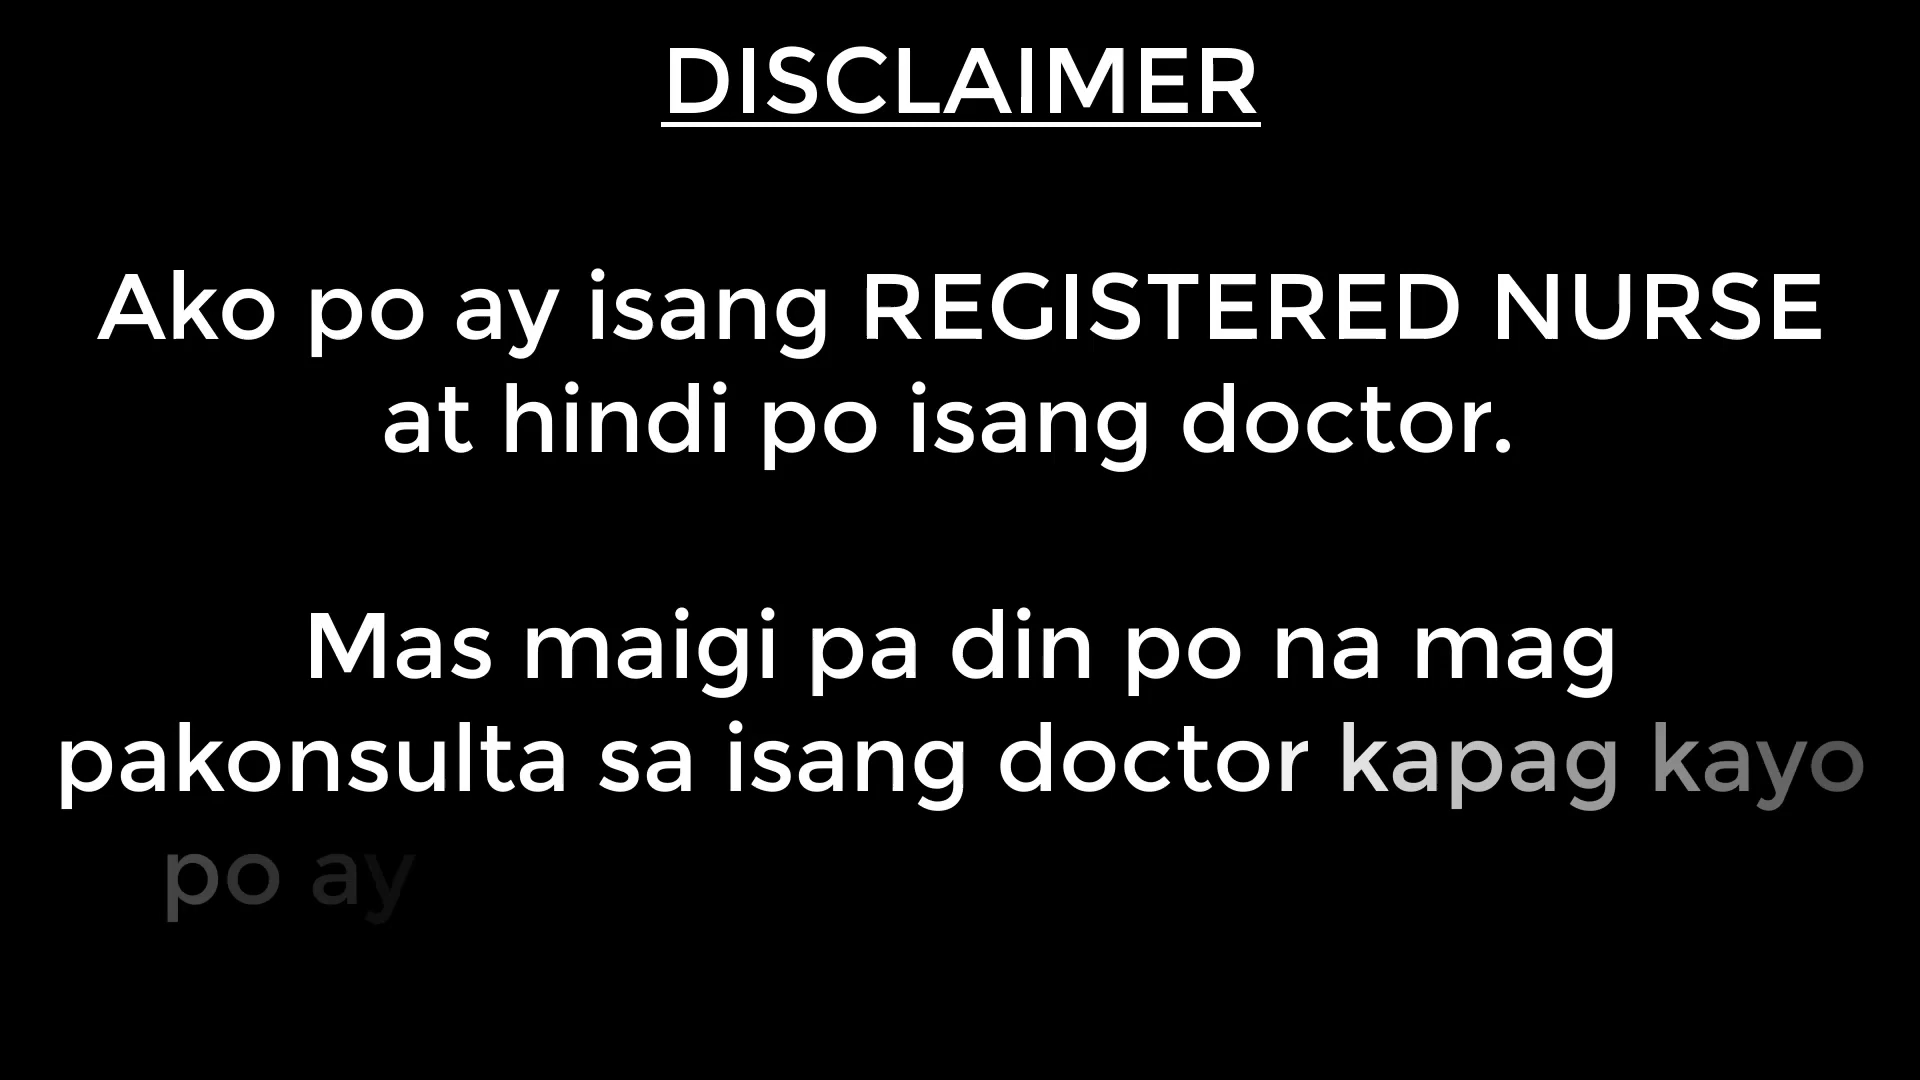 DISCLAIMER
Ako po ay isang REGISTERED NURSE
at hindi po isang doctor.
Mas maigi pa din po na mag
pakonsulta sa isang doctor kapag kayo
po ay